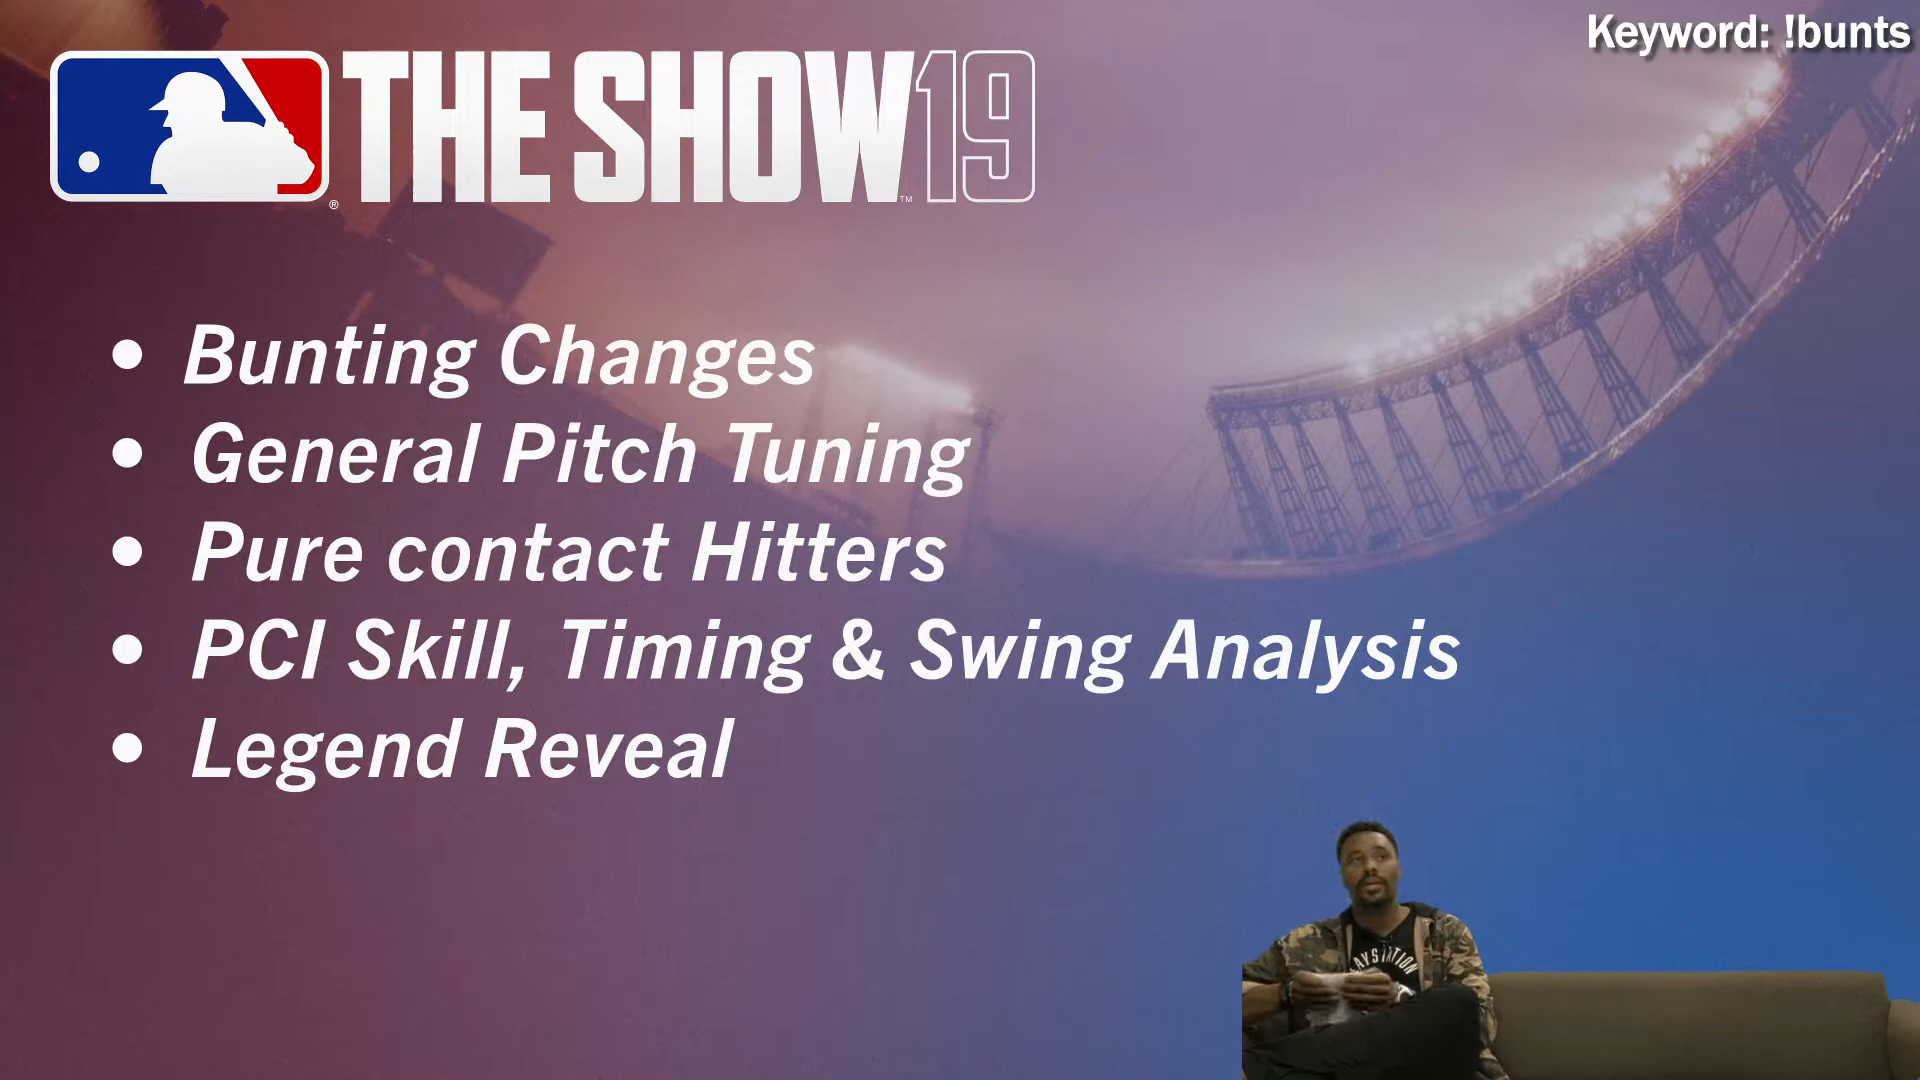 Keyword: !bunts
THE SHOW 19
• Bunting Changes
• General Pitch Tuning
• Pure contact Hitters
• PCI Skill, Timing & Swing Analysis
• Legend Reveal